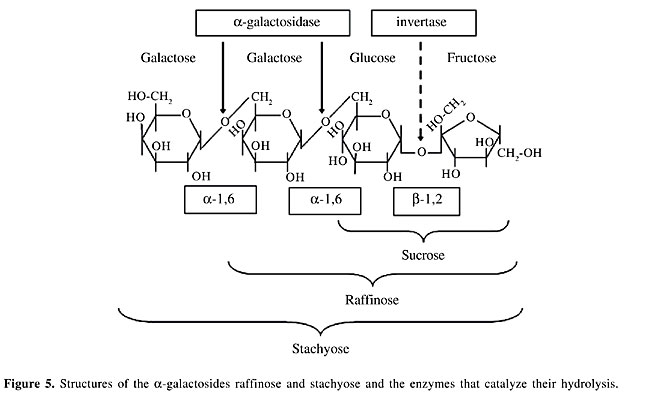 α-galactosidase invertase
Galactose Galactose Glucose Fructose
HO-CH2 CH2 CH2 HO-CH2
HO O O HO O O HO O O
OH OH HO OH O HO CH2-OH
OH OH OH HO
α-1,6 α-1,6 β-1,2
Sucrose
Raffinose
Stachyose
Figure 5. Structures of the α-galactosides raffinose and stachyose and the enzymes that catalyze their hydrolysis.